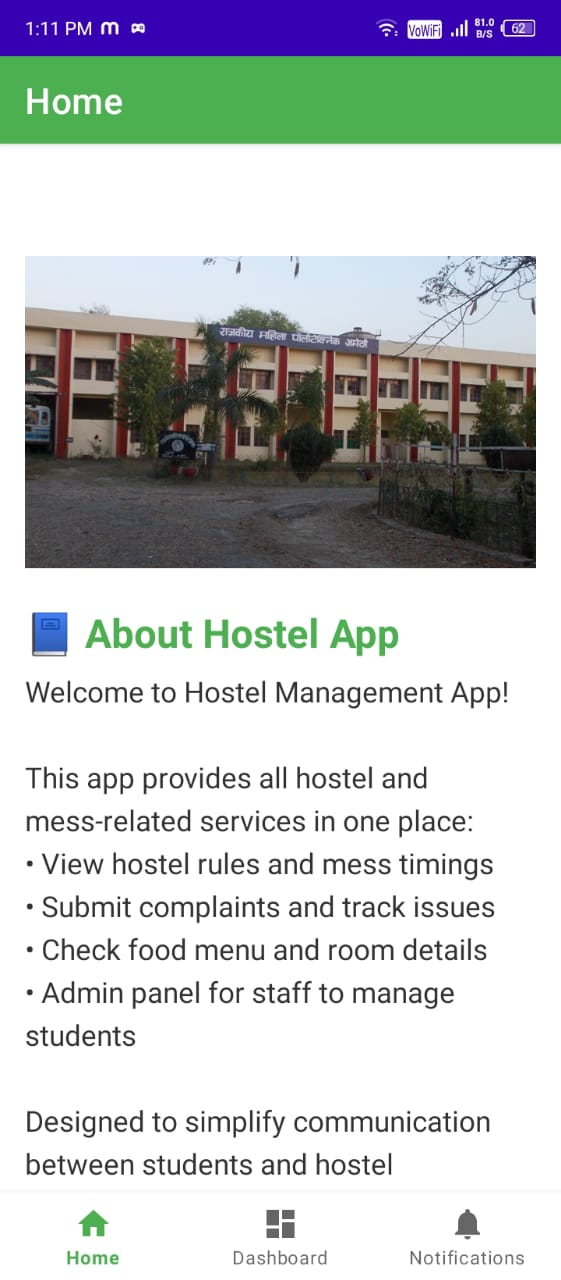 1:11 PM m
VoWiFi 81.0 B/S 62
Home
राजकीय महिला पालीटेक्निक अमेठी
About Hostel App
Welcome to Hostel Management App!
This app provides all hostel and
mess-related services in one place:
• View hostel rules and mess timings
• Submit complaints and track issues
• Check food menu and room details
• Admin panel for staff to manage
students
Designed to simplify communication
between students and hostel
Home Dashboard Notifications